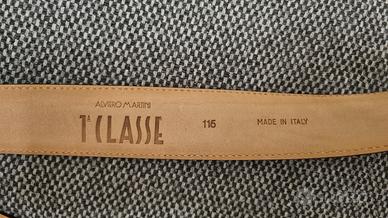 ALVIERO MARTINI
1ª CLASSE
115
MADE IN ITALY